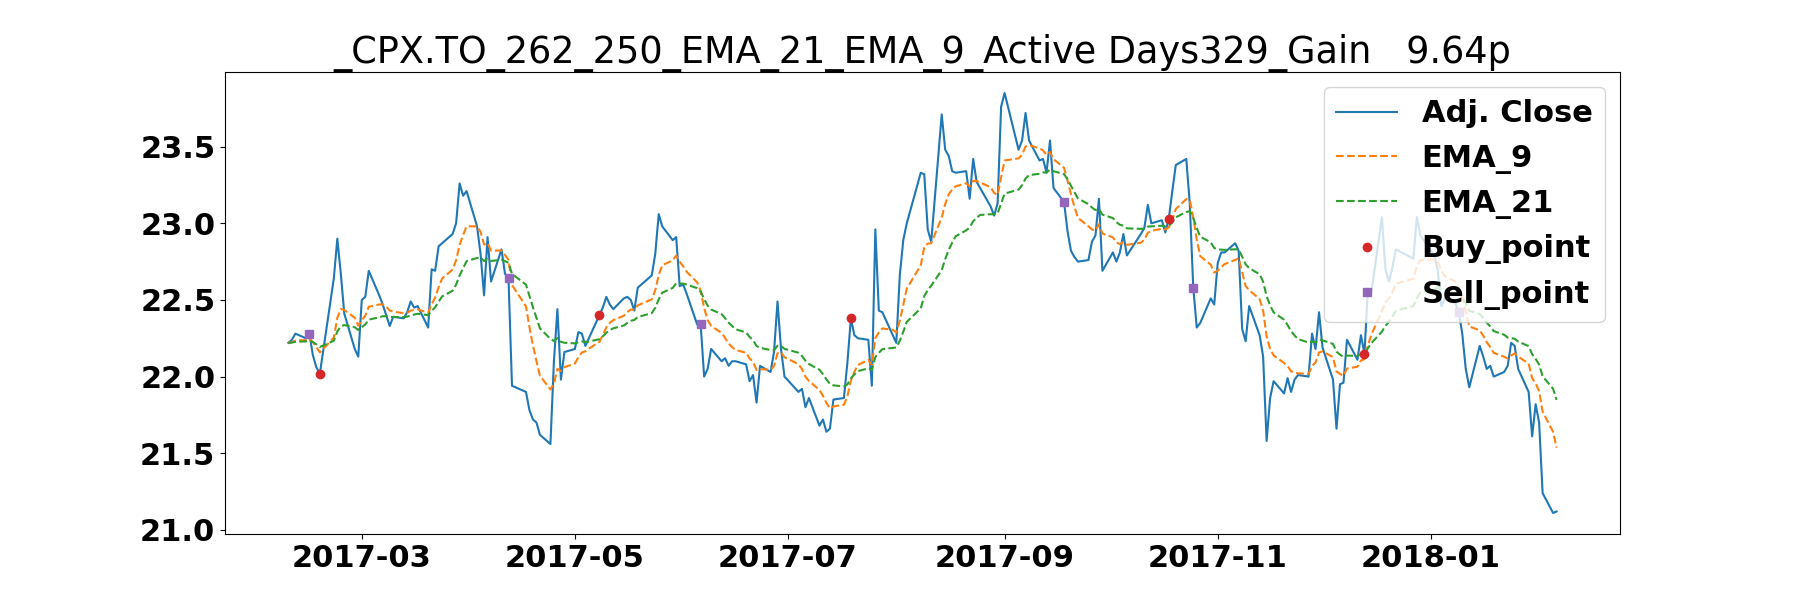 _CPX.TO_262_250_EMA_21_EMA_9_Active Days329_Gain   9.64p
Adj. Close
EMA_9
EMA_21
Buy_point
Sell_point
23.5
23.0
22.5
22.0
21.5
21.0
2017-03 2017-05 2017-07 2017-09 2017-11 2018-01